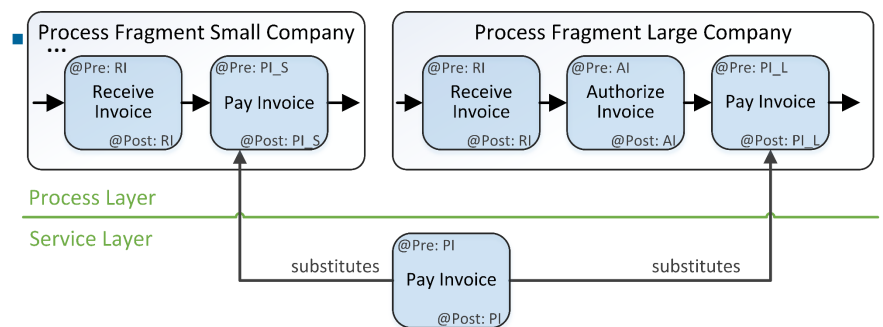 Process Fragment Small Company
...
@Pre: RI
Receive
Invoice
@Post: RI
@Pre: PI_S
Pay Invoice
@Post: PI_S
Process Fragment Large Company
@Pre: RI
Receive
Invoice
@Post: RI
@Pre: AI
Authorize
Invoice
@Post: AI
@Pre: PI_L
Pay Invoice
@Post: PI_L
Process Layer
Service Layer
substitutes
@Pre: PI
Pay Invoice
@Post: PI
substitutes